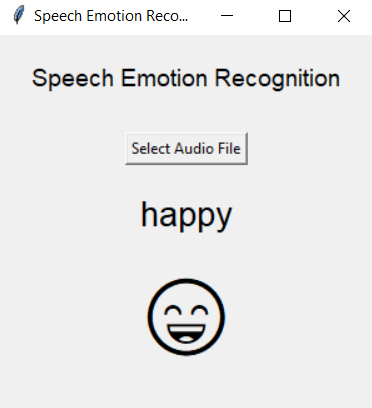 Speech Emotion Reco...
Speech Emotion Recognition
Select Audio File
happy